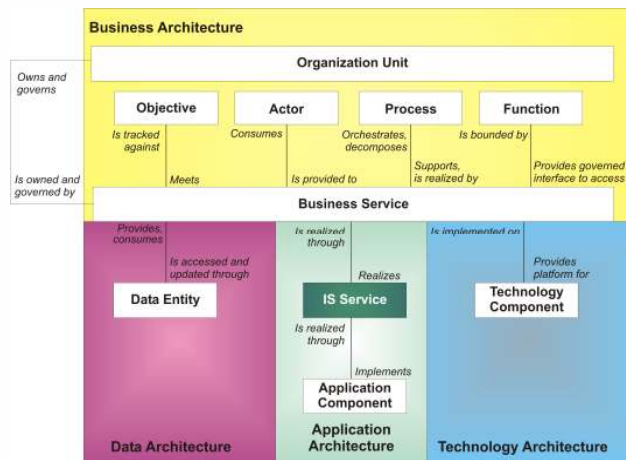 Business Architecture
Organization Unit
Owns and
governs
Objective
Actor
Process
Function
Is tracked
against
Consumes
Orchestrates,
decomposes
Is bounded by
Is owned and
governed by
Meets
Is provided to
Supports,
is realized by
Provides governed
interface to access
Business Service
Provides,
consumes
Is realized
through
Is implemented on
Is accessed and
updated through
Realizes
Provides
platform for
Data Entity
IS Service
Technology
Component
Is realized
through
Implements
Application
Component
Data Architecture
Application
Architecture
Technology Architecture